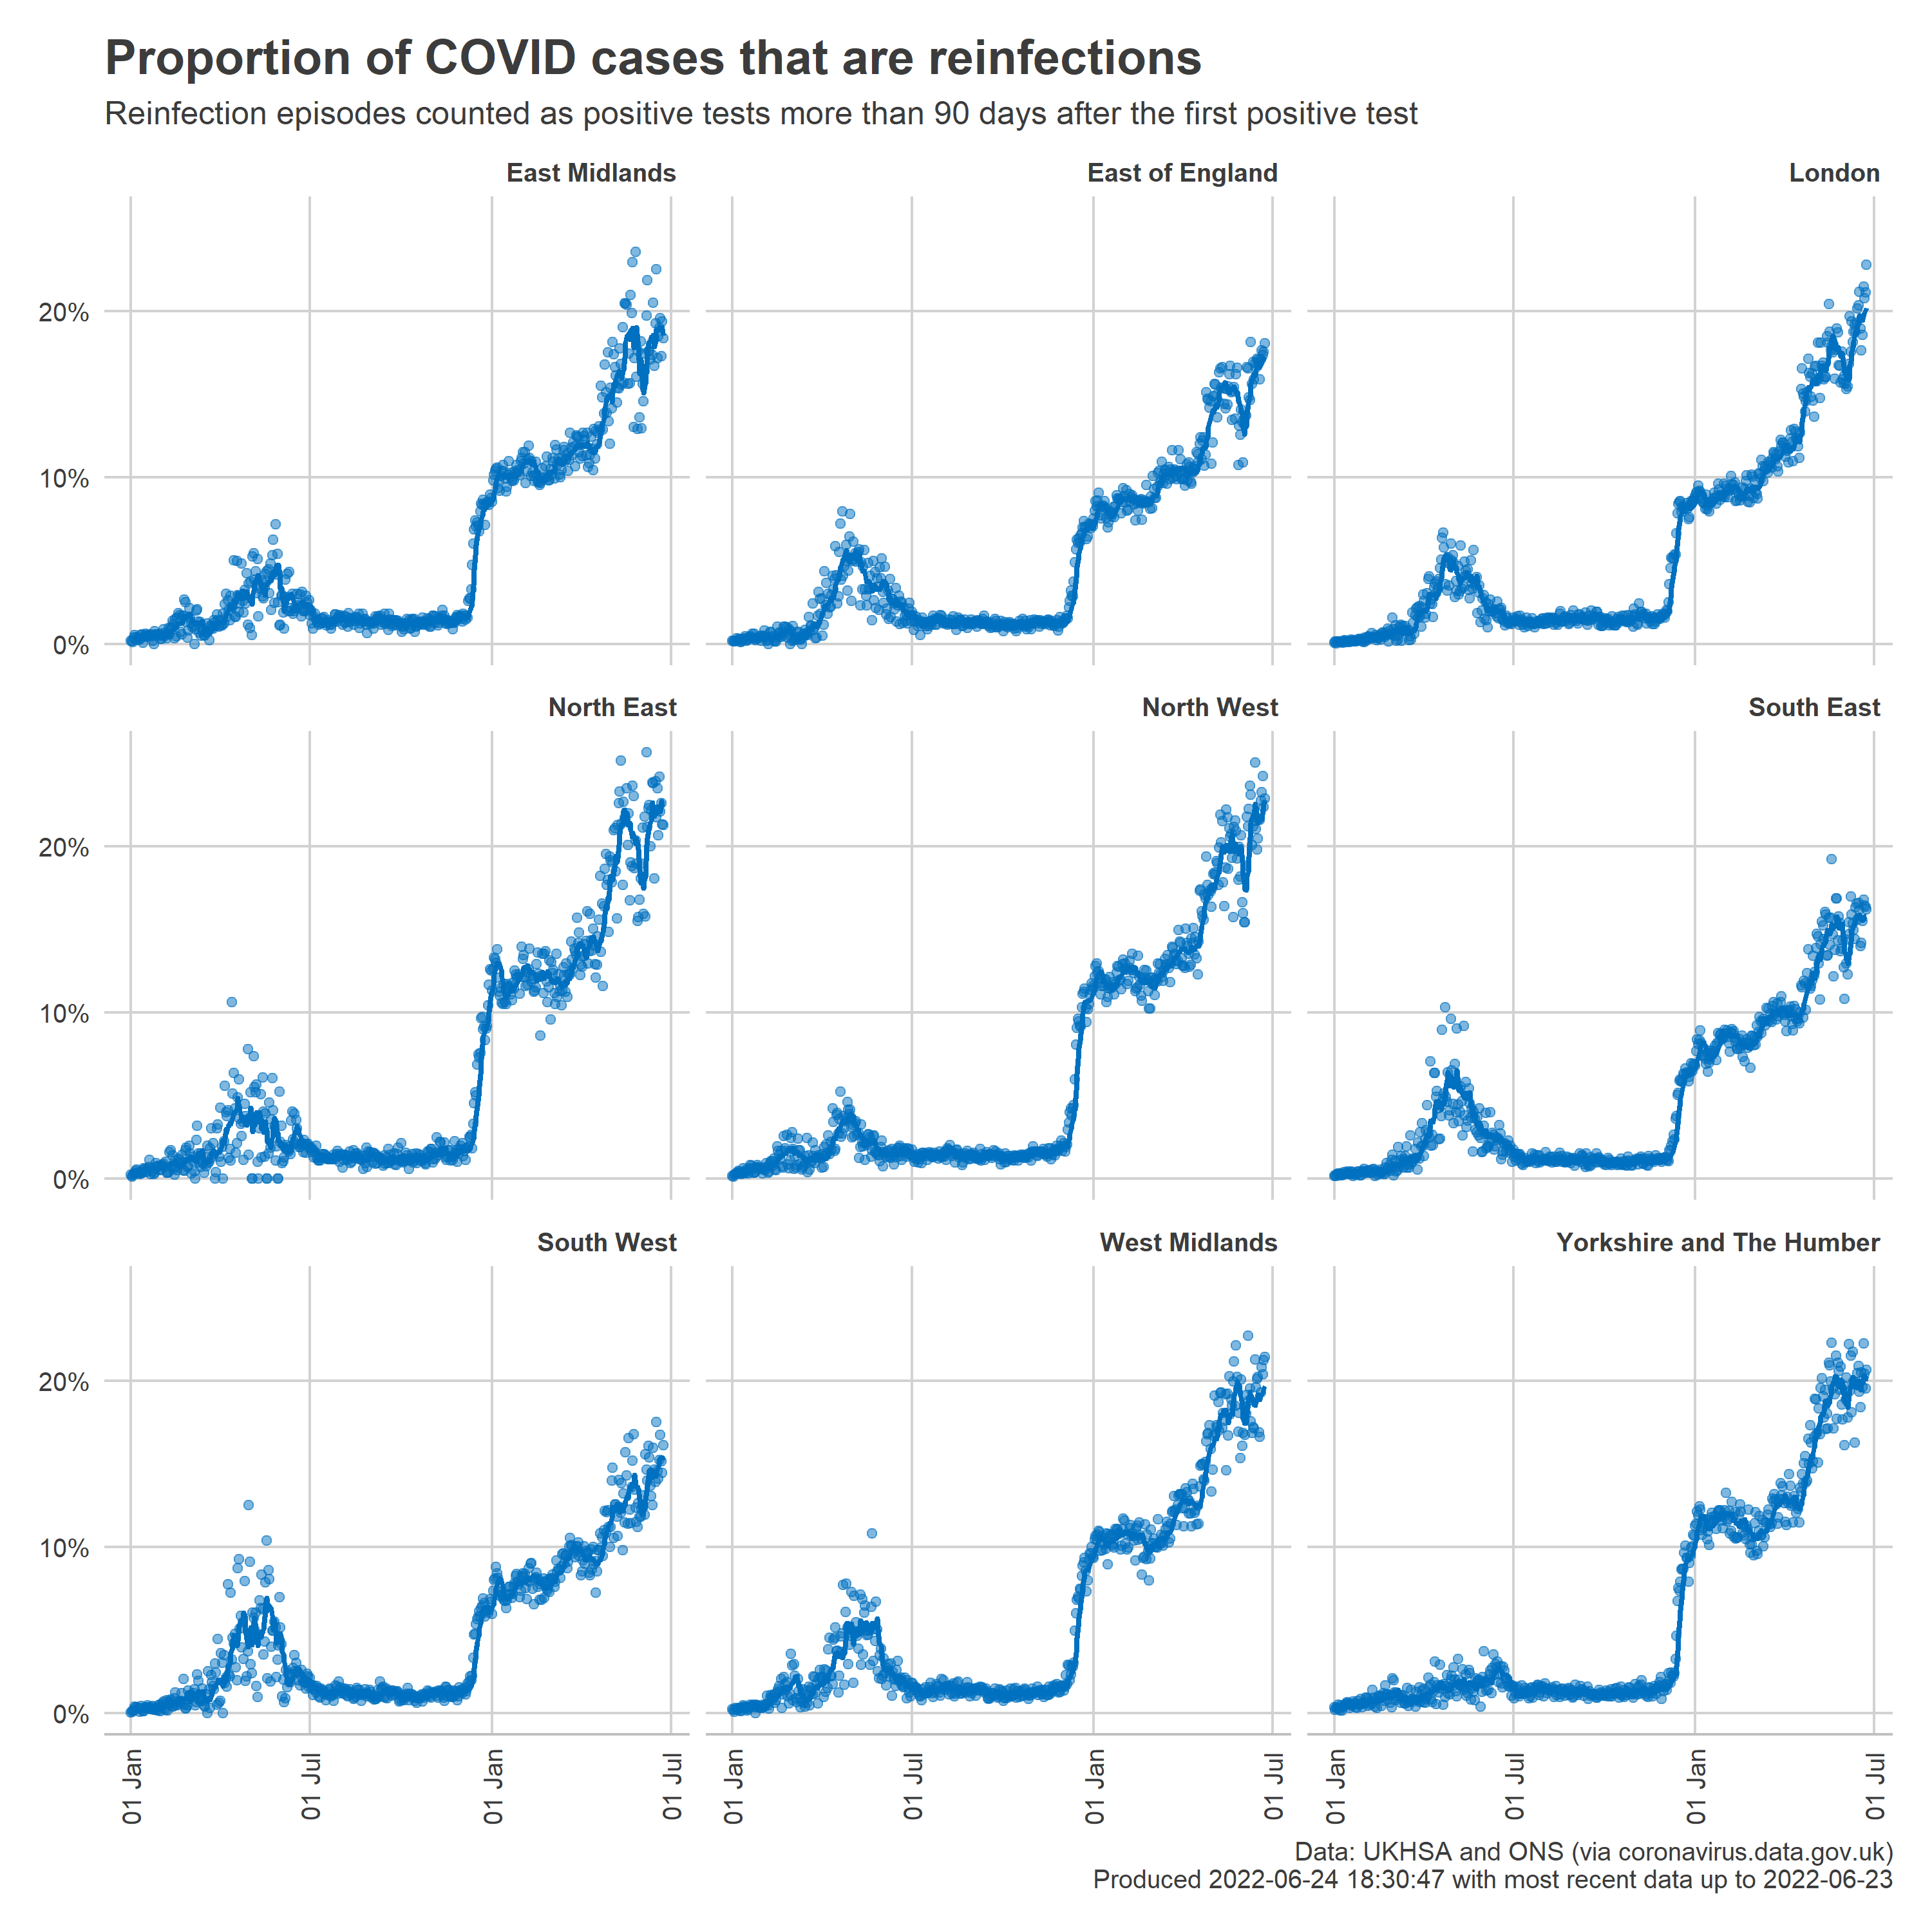 Proportion of COVID cases that are reinfections
Reinfection episodes counted as positive tests more than 90 days after the first positive test
East Midlands
East of England
London
20%
10%
0%
North East
North West
South East
20%
10%
0%
South West
West Midlands
Yorkshire and The Humber
20%
10%
0%
01 Jan
01 Jul
01 Jan
01 Jul
01 Jan
01 Jul
01 Jan
01 Jul
01 Jan
01 Jul
01 Jan
01 Jul
Data: UKHSA and ONS (via coronavirus.data.gov.uk)
Produced 2022-06-24 18:30:47 with most recent data up to 2022-06-23